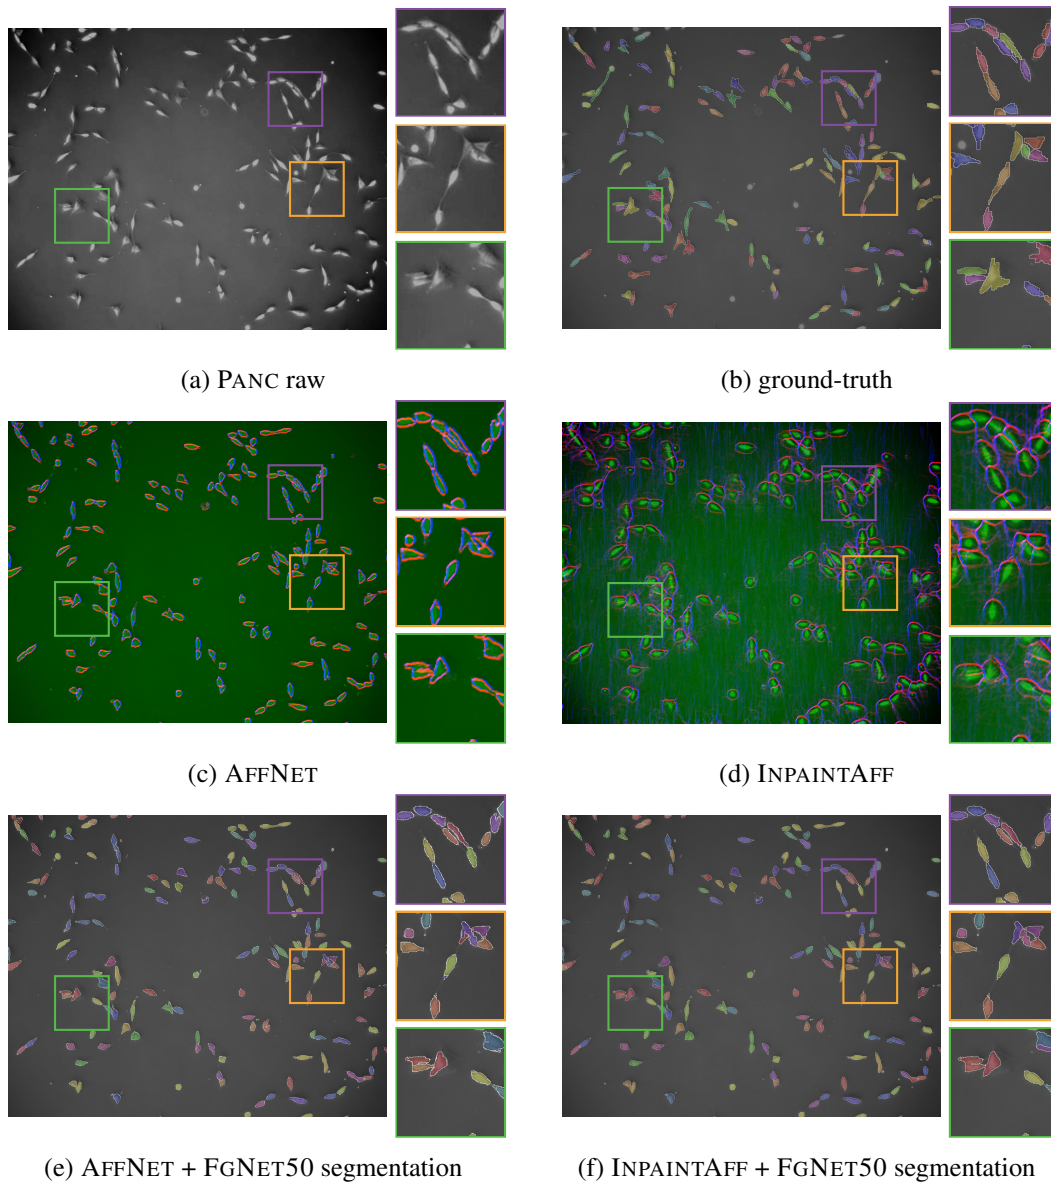 (a) PANC raw
(b) ground-truth
(c) AFFNET
(d) INPAINTAFF
(e) AFFNET + FGNET50 segmentation
(f) INPAINTAFF + FGNET50 segmentation